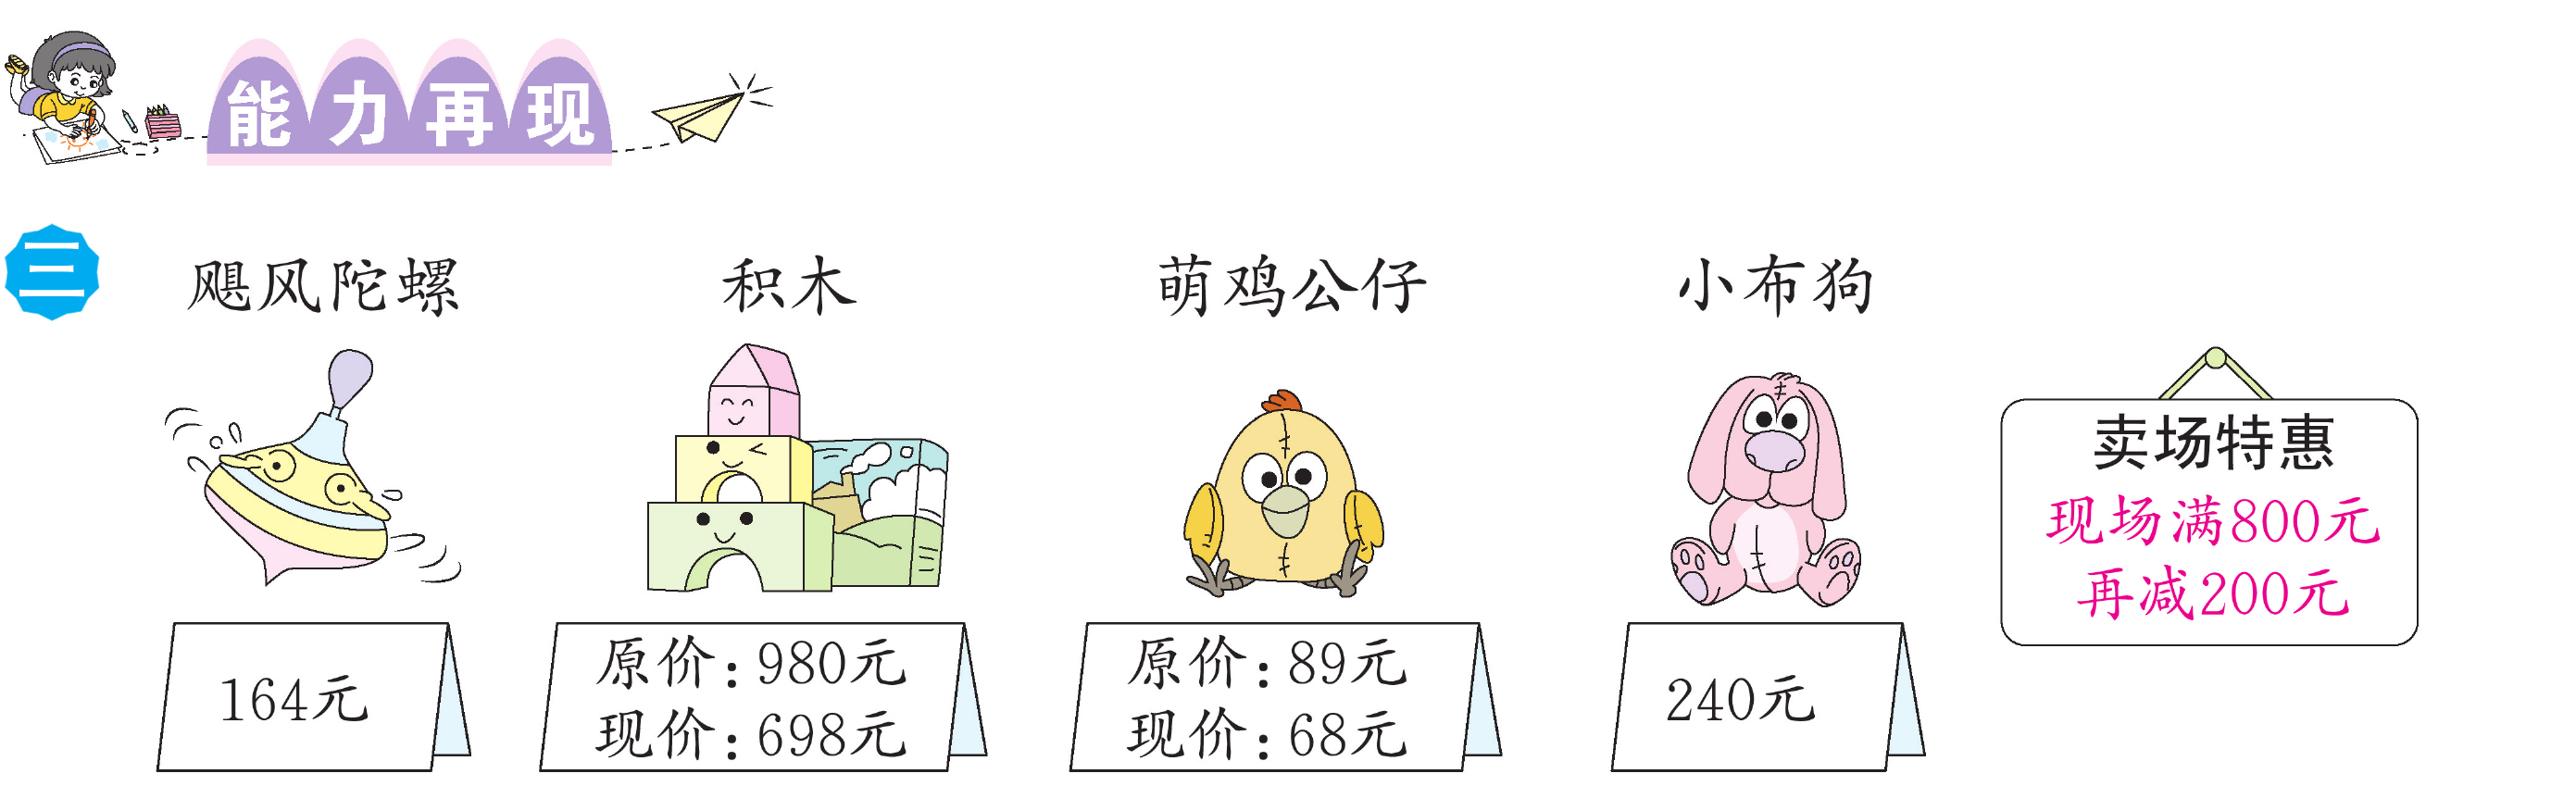 能力再现
三
飓风陀螺 积木 萌鸡公仔 小布狗
卖场特惠
现场满800元
再减200元
164元
原价:980元
现价:698元
原价:89元
现价:68元
240元